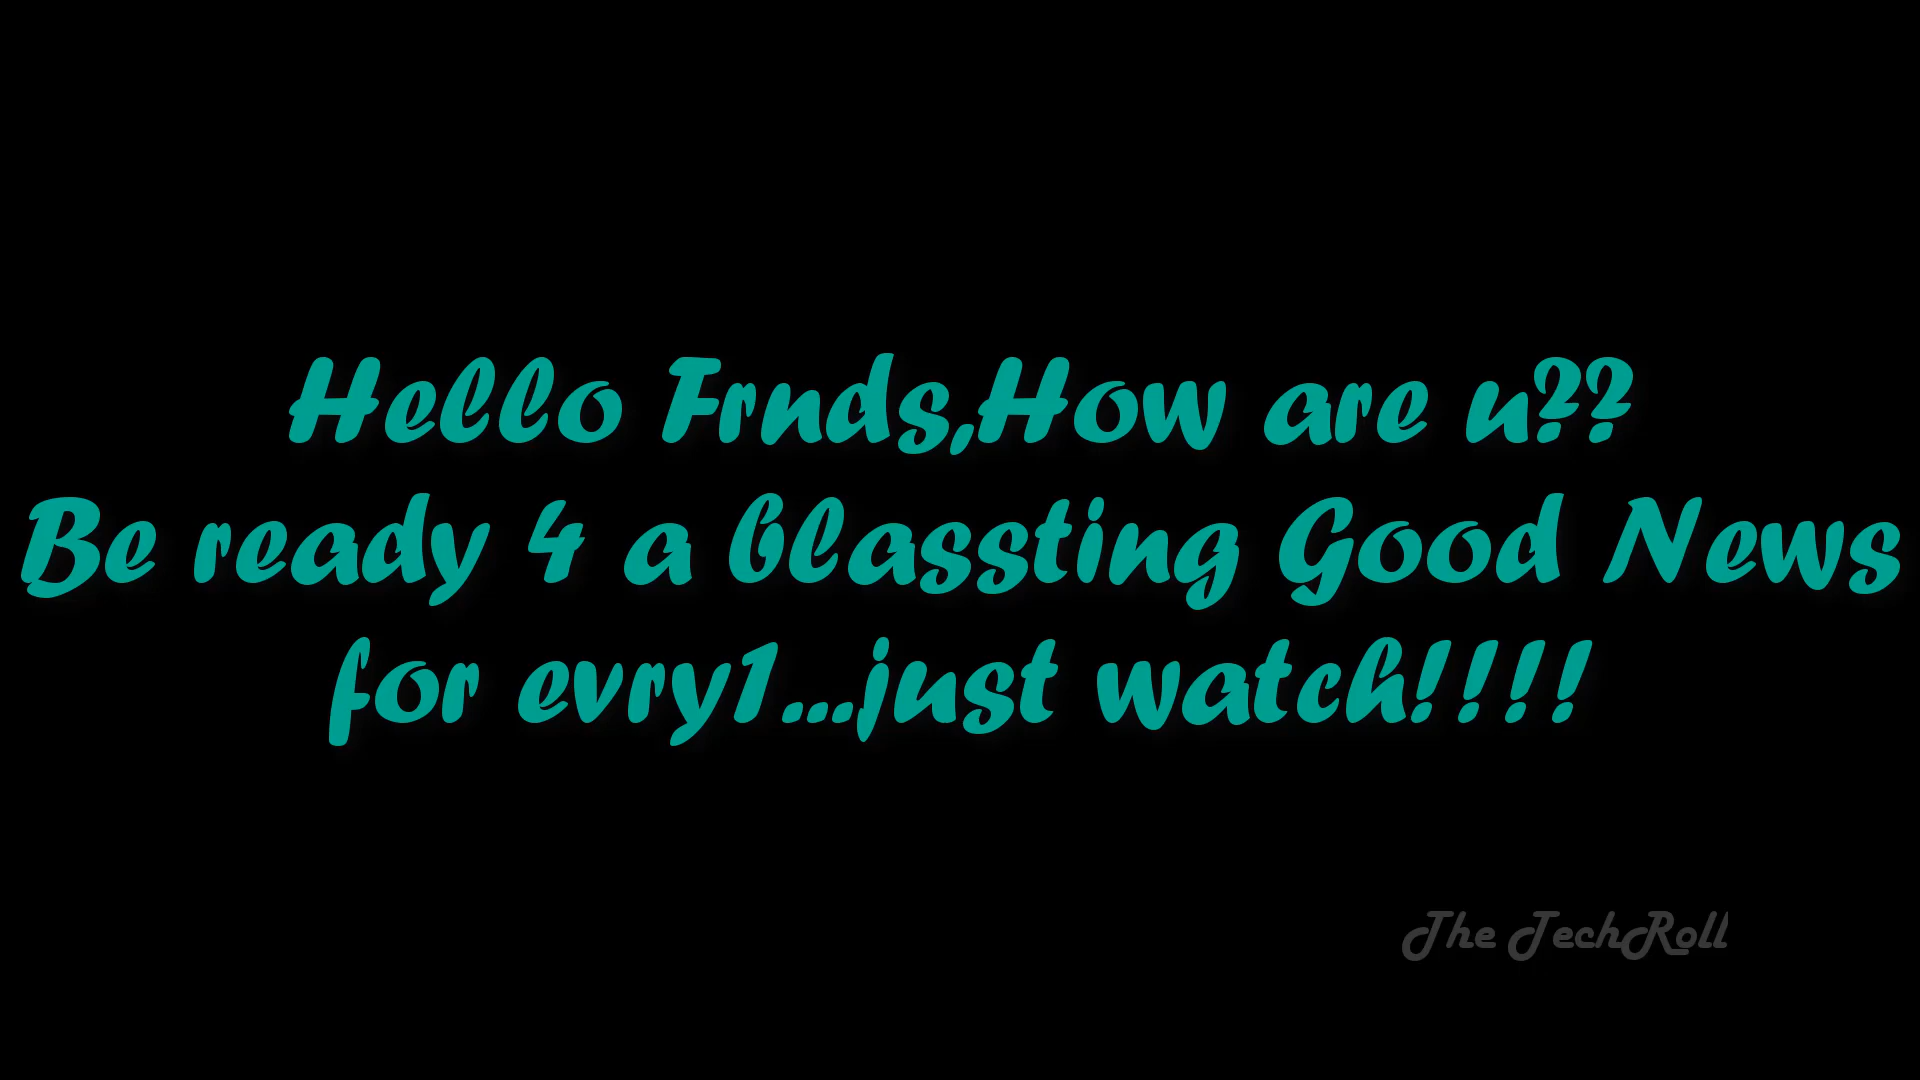 Hello Frnds,How are u??
Be ready 4 a blassting Good News
for evry1...just watch!!!!
The TechRoll